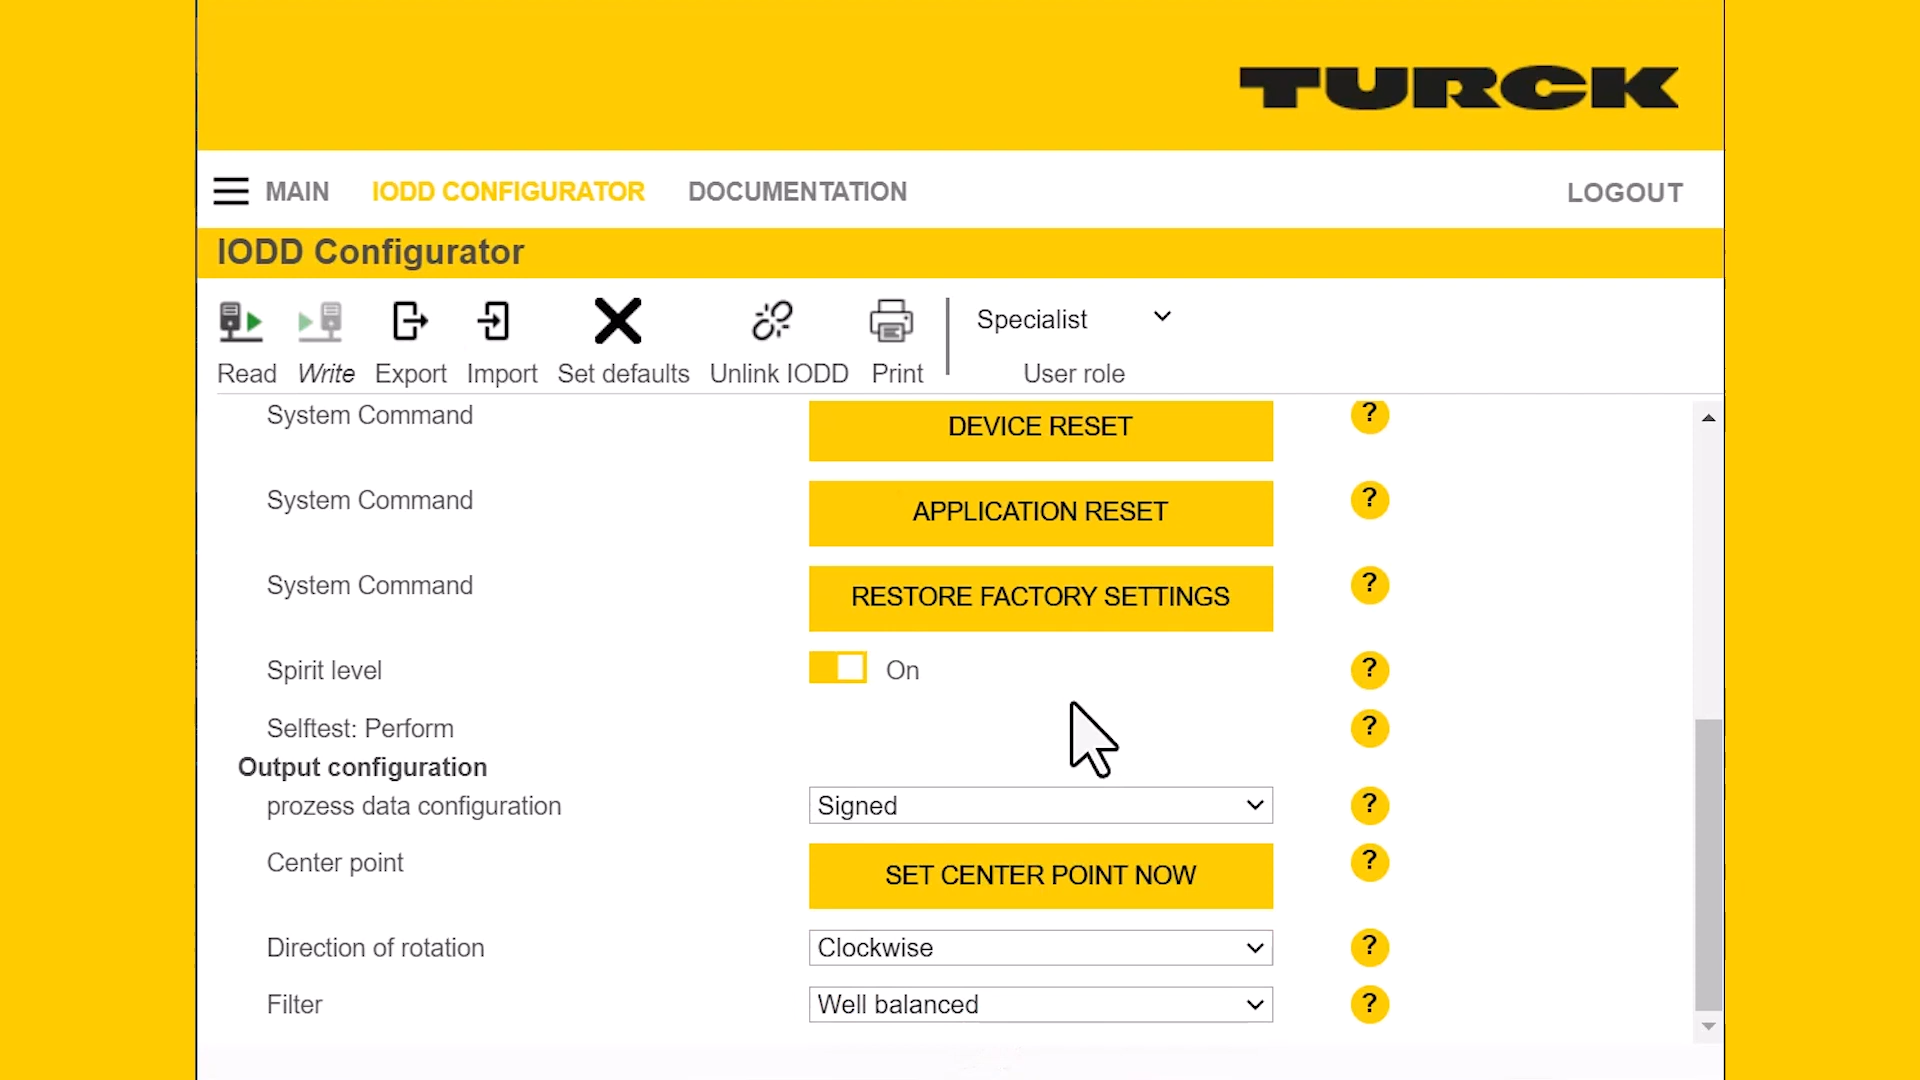 TURCK
MAIN IODD CONFIGURATOR DOCUMENTATION LOGOUT
IODD Configurator
Specialist
Read Write Export Import Set defaults Unlink IODD Print User role
System Command DEVICE RESET ?
System Command APPLICATION RESET ?
System Command RESTORE FACTORY SETTINGS ?
Spirit level On ?
Selftest: Perform ?
Output configuration
prozess data configuration Signed ?
Center point SET CENTER POINT NOW ?
Direction of rotation Clockwise ?
Filter Well balanced ?